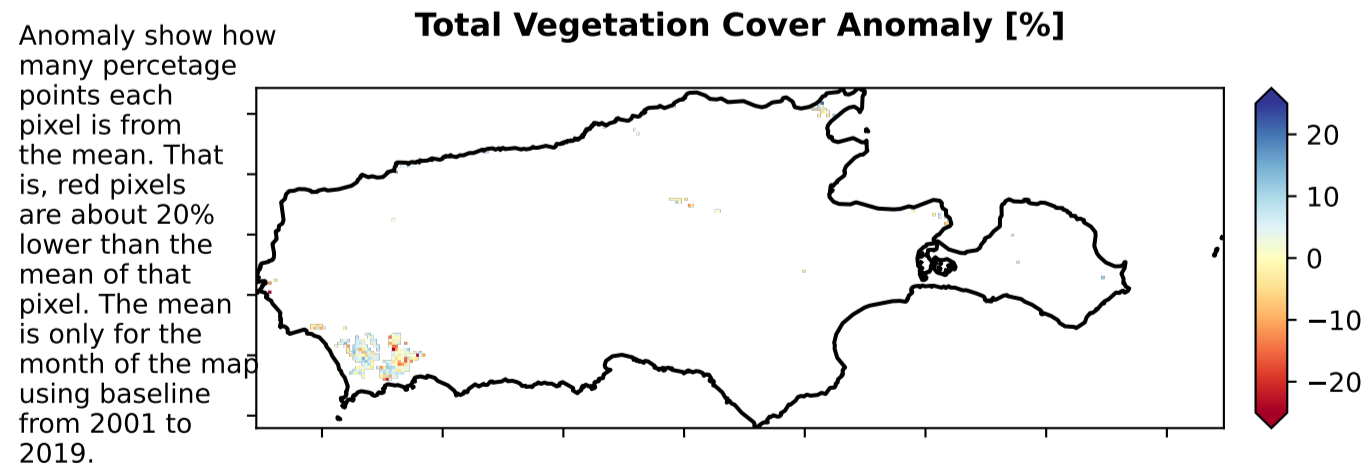 Total Vegetation Cover Anomaly [%]
Anomaly show how
many percetage
points each
pixel is from
the mean. That
is, red pixels
are about 20%
lower than the
mean of that
pixel. The mean
is only for the
month of the map
using baseline
from 2001 to
2019.
20
10
0
−10
−20